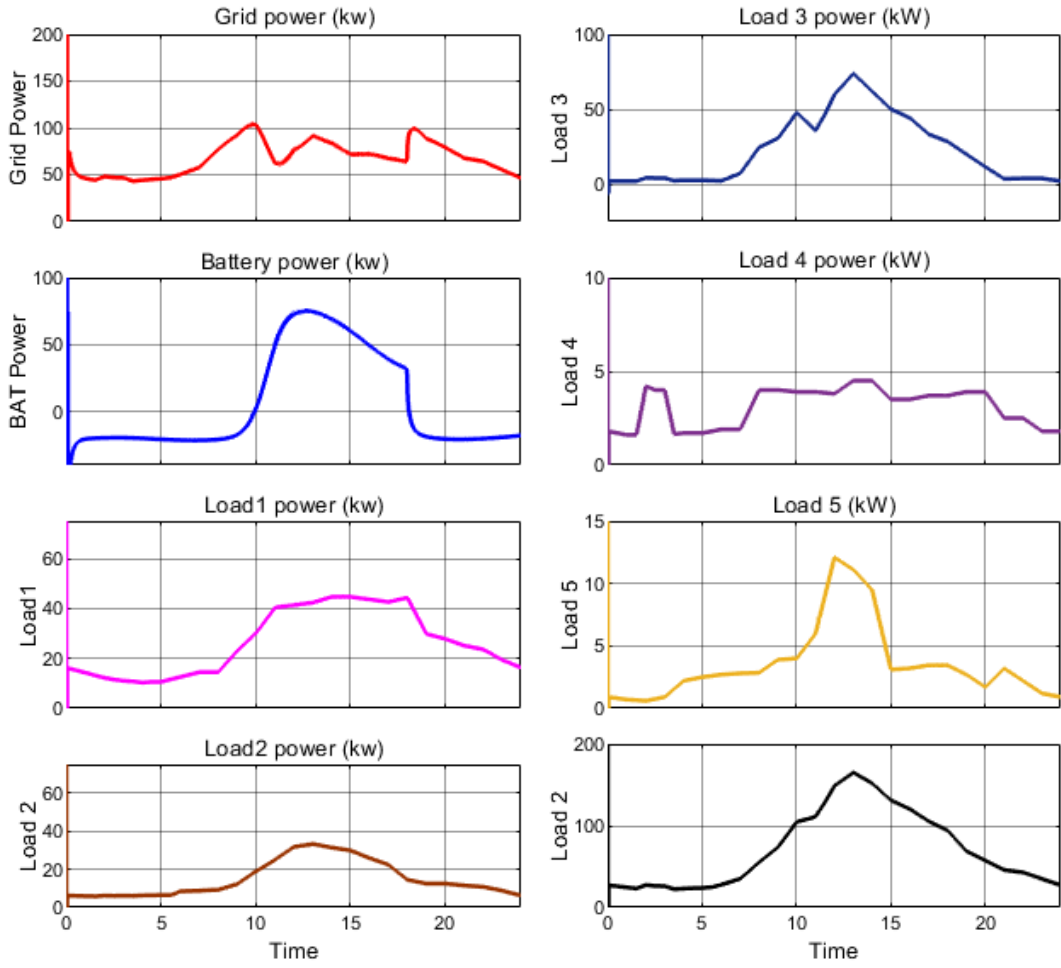 Grid power (kw)
200
150
100
50
0
Grid Power
Load 3 power (kW)
100
50
0
Load 3
Battery power (kw)
100
0
BAT Power
Load 4 power (kW)
10
5
0
Load 4
Load1 power (kw)
60
40
20
0
Load1
Load 5 (kW)
15
10
5
0
Load 5
Load2 power (kw)
60
40
20
0
Load 2
0 5 10 15 20
Time
200
100
0
Load 2
0 5 10 15 20
Time